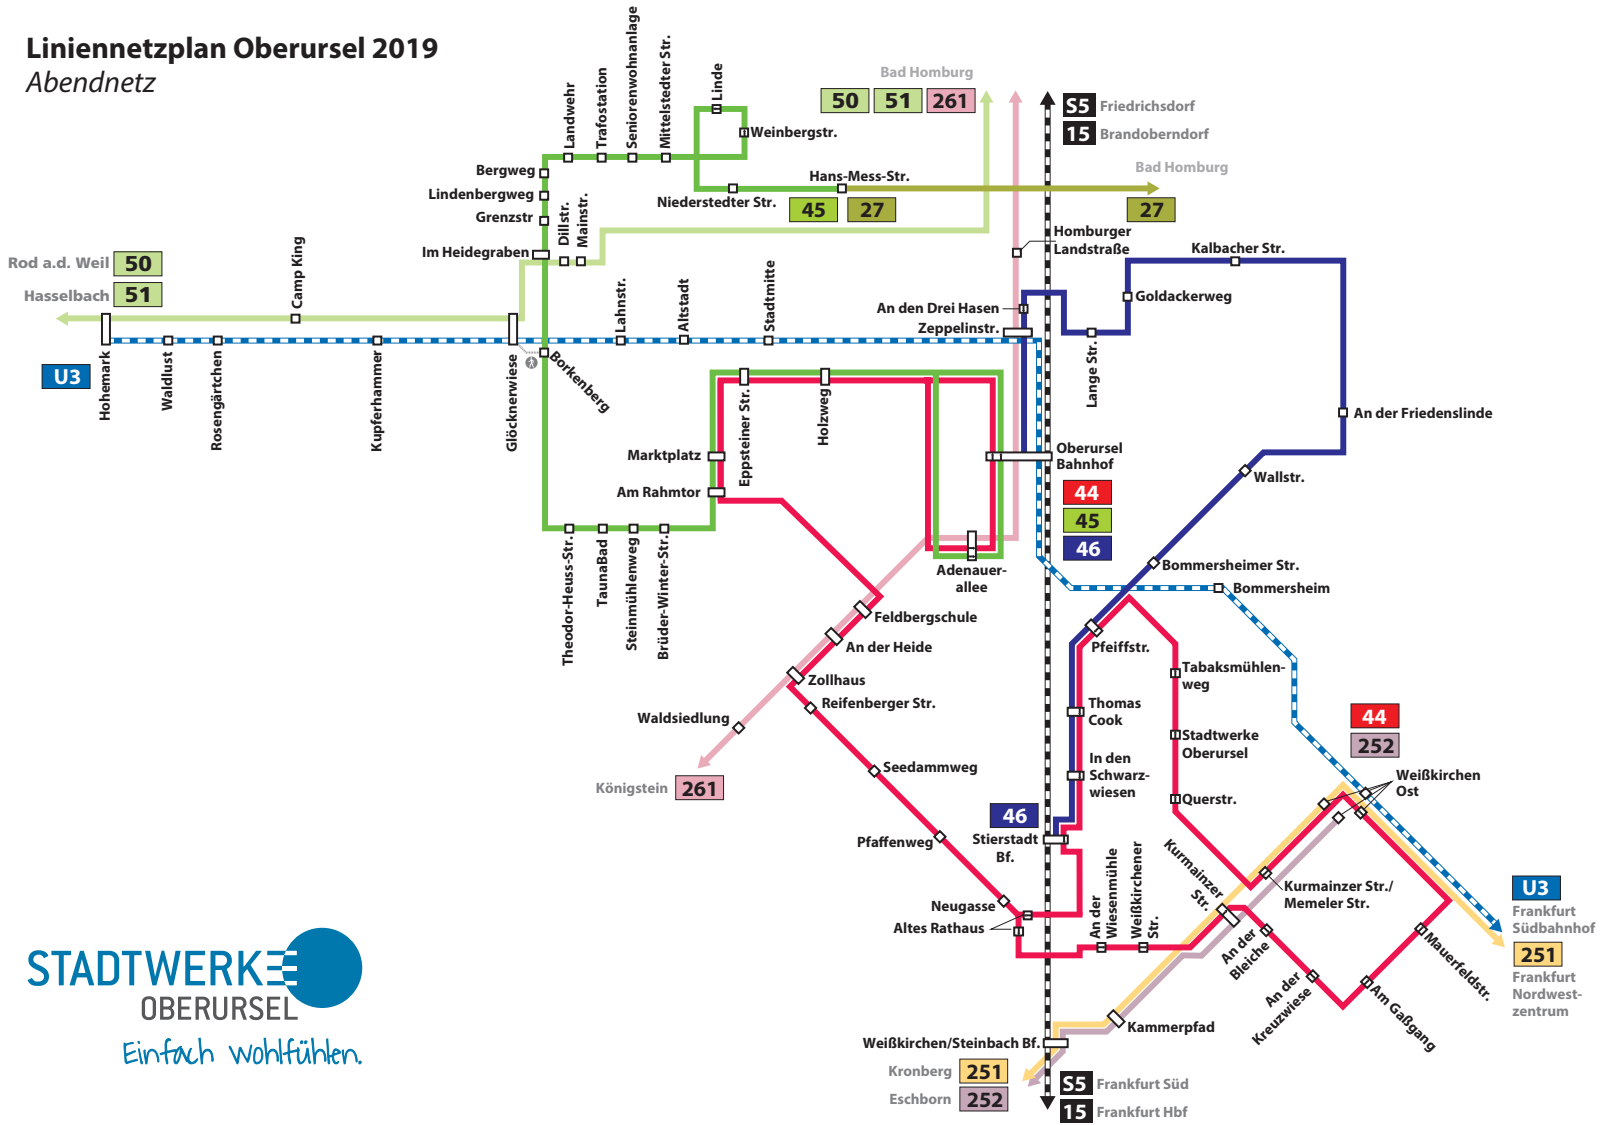 Liniennetzplan Oberursel 2019
Abendnetz
Landwehr
Trafostation
Seniorenwohnanlage
Mittelstedter Str.
Linde
Weinbergstr.
Bad Homburg
50
51
261
S5 Friedrichsdorf
15 Brandoberndorf
Bad Homburg
27
Bergweg
Lindenbergweg
Grenzstr
Im Heidegraben
Dillstr.
Mainstr.
Niederstedter Str.
Hans-Mess-Str.
45
27
Homburger
Landstraße
Kalbacher Str.
Goldackerweg
Rod a.d. Weil 50
Hasselbach 51
Camp King
Lahnstr.
Altstadt
Stadtmitte
An den Drei Hasen
Zeppelinstr.
Lange Str.
An der Friedenslinde
U3
Hohemark
Waldlust
Rosengärtchen
Kupferhammer
Glöcknerwiese
Borkenberg
Marktplatz
Am Rahmtor
Eppsteiner Str.
Holzweg
Oberursel
Bahnhof
44
45
46
Wallstr.
Bommersheimer Str.
Bommersheim
Adenauer-
allee
Theodor-Heuss-Str.
TaunaBad
Steinmühlenweg
Brüder-Winter-Str.
Feldbergschule
An der Heide
Zollhaus
Reifenberger Str.
Waldsiedlung
Königstein 261
Seedammweg
Pfaffenweg
Neugasse
Altes Rathaus
Pfeiffstr.
Tabaksmühlen-
weg
Thomas
Cook
Stadtwerke
Oberursel
In den
Schwarz-
wiesen
Querstr.
46
Stierstadt
Bf.
44
252
Weißkirchen
Ost
An der
Wiesenmühle
Weißkirchener
Str.
Kurmainzer
Str.
Kurmainzer Str./
Memeler Str.
An der
Bleiche
An der
Kreuzwiese
Am Gaßgang
Mauerfeldstr.
U3
Frankfurt
Südbahnhof
251
Frankfurt
Nordwest-
zentrum
Kammerpfad
Weißkirchen/Steinbach Bf.
Kronberg 251
Eschborn 252
S5 Frankfurt Süd
15 Frankfurt Hbf
STADTWERKE
OBERURSEL
Einfach wohlfühlen.